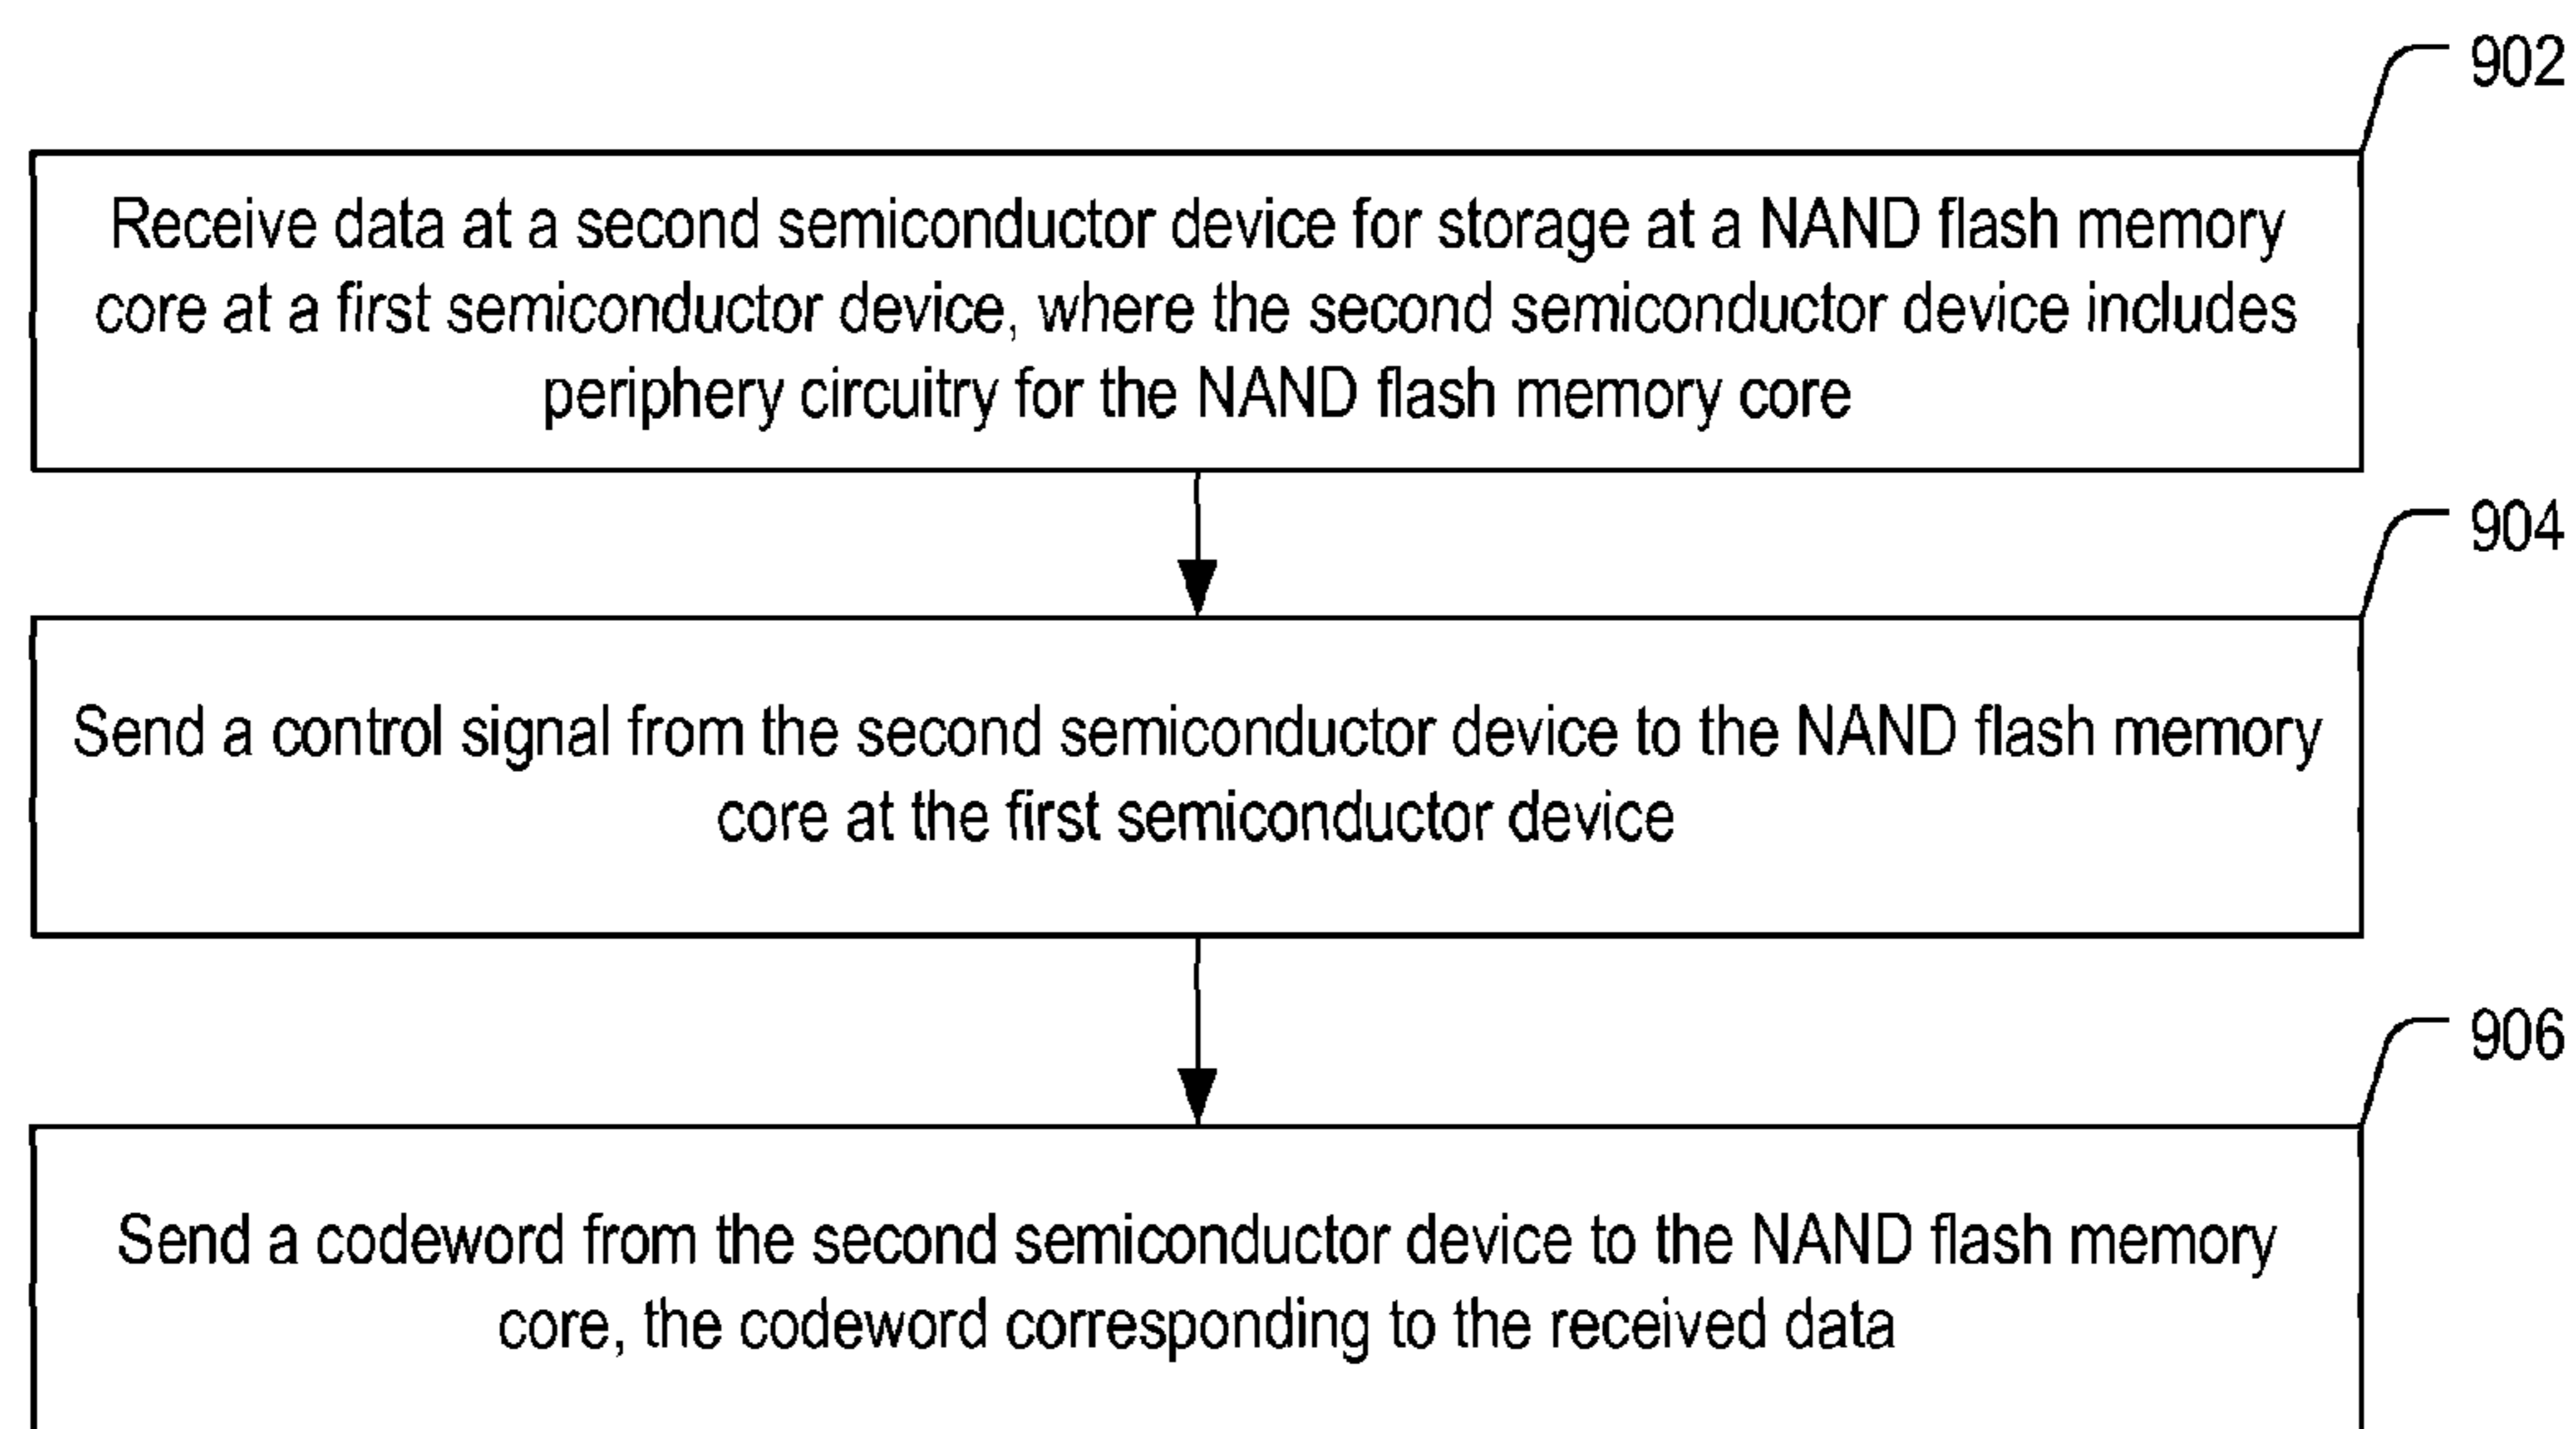 902
Receive data at a second semiconductor device for storage at a NAND flash memory
core at a first semiconductor device, where the second semiconductor device includes
periphery circuitry for the NAND flash memory core
904
Send a control signal from the second semiconductor device to the NAND flash memory
core at the first semiconductor device
906
Send a codeword from the second semiconductor device to the NAND flash memory
core, the codeword corresponding to the received data